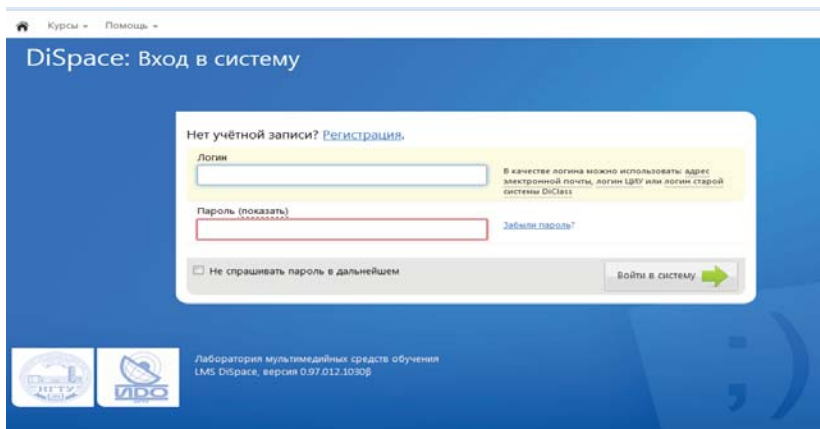 Курсы Помощь
DiSpace: Вход в систему
Нет учётной записи? Регистрация.
Логин
В качестве логина можно использовать: адрес
электронной почты, логин ЦИУ или логин старой
системы DiClass
Пароль (показать)
Забыли пароль?
Не спрашивать пароль в дальнейшем
Войти в систему
;)
НГТУ
ИДО
Лаборатория мультимедийных средств обучения
LMS DiSpace, версия 0.97.012.1030β